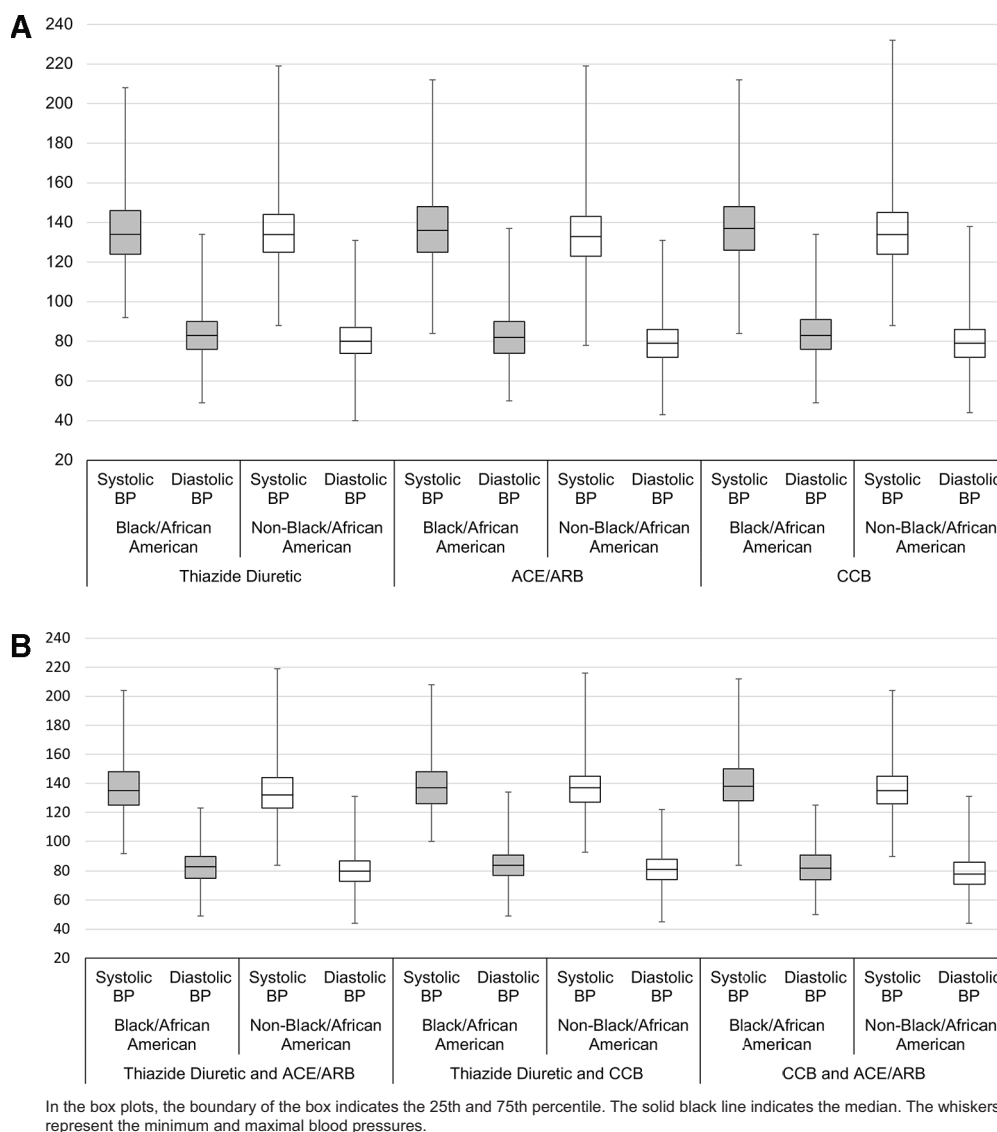 A
240
220
200
180
160
140
120
100
80
60
40
20
Systolic BP Diastolic BP Systolic BP Diastolic BP Systolic BP Diastolic BP Systolic BP Diastolic BP Systolic BP Diastolic BP Systolic BP Diastolic BP
Black/African American Non-Black/African American Black/African American Non-Black/African American Black/African American Non-Black/African American
Thiazide Diuretic ACE/ARB CCB
B
240
220
200
180
160
140
120
100
80
60
40
20
Systolic BP Diastolic BP Systolic BP Diastolic BP Systolic BP Diastolic BP Systolic BP Diastolic BP Systolic BP Diastolic BP Systolic BP Diastolic BP
Black/African American Non-Black/African American Black/African American Non-Black/African American Black/African American Non-Black/African American
Thiazide Diuretic and ACE/ARB Thiazide Diuretic and CCB CCB and ACE/ARB
In the box plots, the boundary of the box indicates the 25th and 75th percentile. The solid black line indicates the median. The whiskers
represent the minimum and maximal blood pressures.